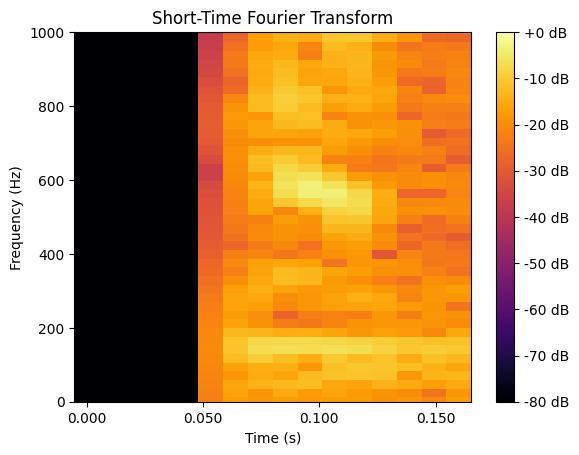 Short-Time Fourier Transform
1000
800
600
400
200
0
Frequency (Hz)
0.000
0.050
0.100
0.150
Time (s)
+0 dB
-10 dB
-20 dB
-30 dB
-40 dB
-50 dB
-60 dB
-70 dB
-80 dB